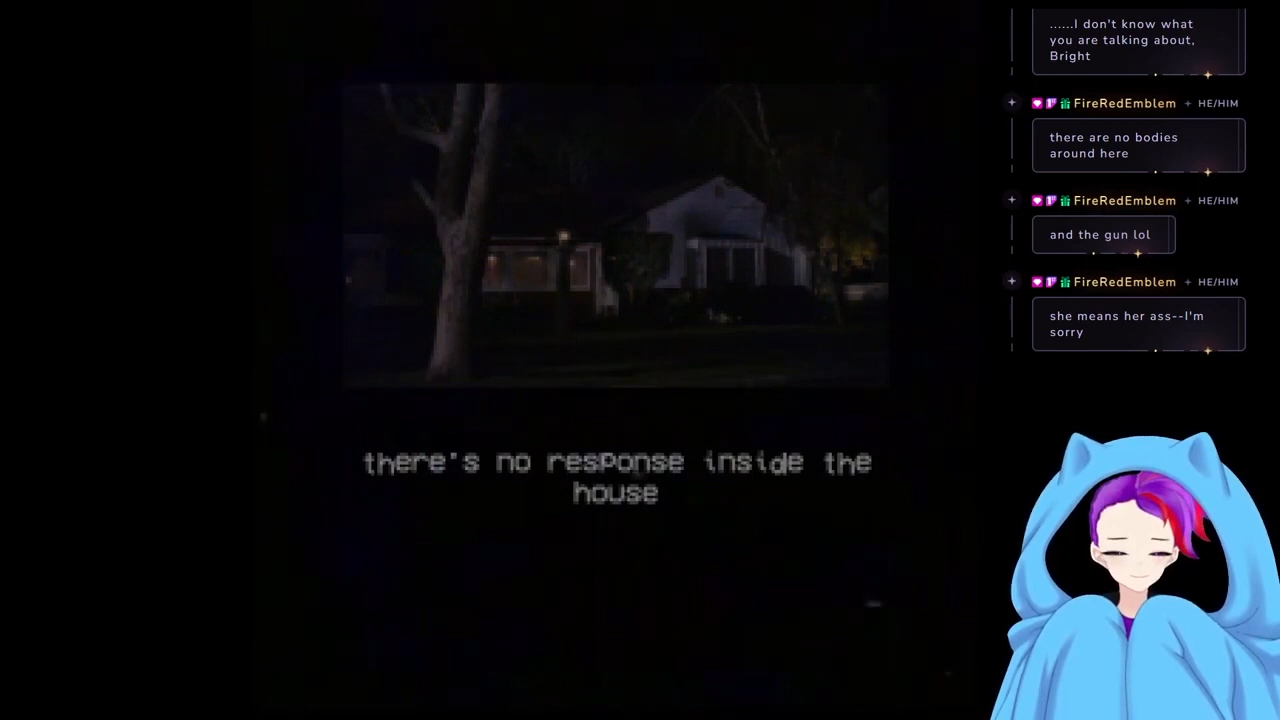 there's no response inside the
house
......I don't know what
you are talking about,
Bright
FireRedEmblem HE/HIM
there are no bodies
around here
FireRedEmblem HE/HIM
and the gun lol
FireRedEmblem HE/HIM
she means her ass--I'm
sorry